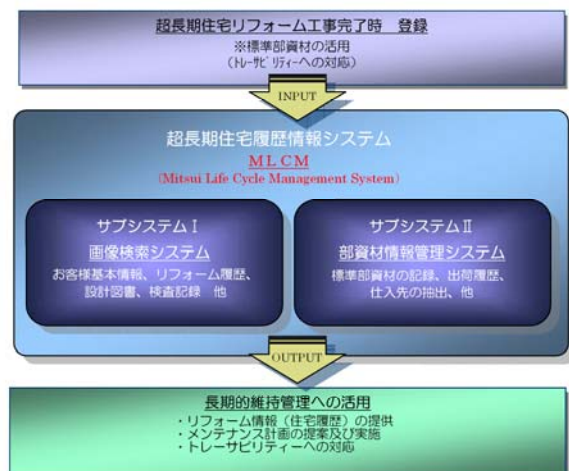 超長期住宅リフォーム工事完了時　登録
※標準部資材の活用
（トレーサビリティーへの対応）
INPUT
超長期住宅履歴情報システム
MLCM
（Mitsui Life Cycle Management System）
サブシステムⅠ
画像検索システム
お客様基本情報、リフォーム履歴、
設計図書、検査記録　他
サブシステムⅡ
部資材情報管理システム
標準部資材の記録、出荷履歴、
仕入先の抽出、他
OUTPUT
長期的維持管理への活用
・リフォーム情報（住宅履歴）の提供
・メンテナンス計画の提案及び実施
・トレーサビリティーへの対応